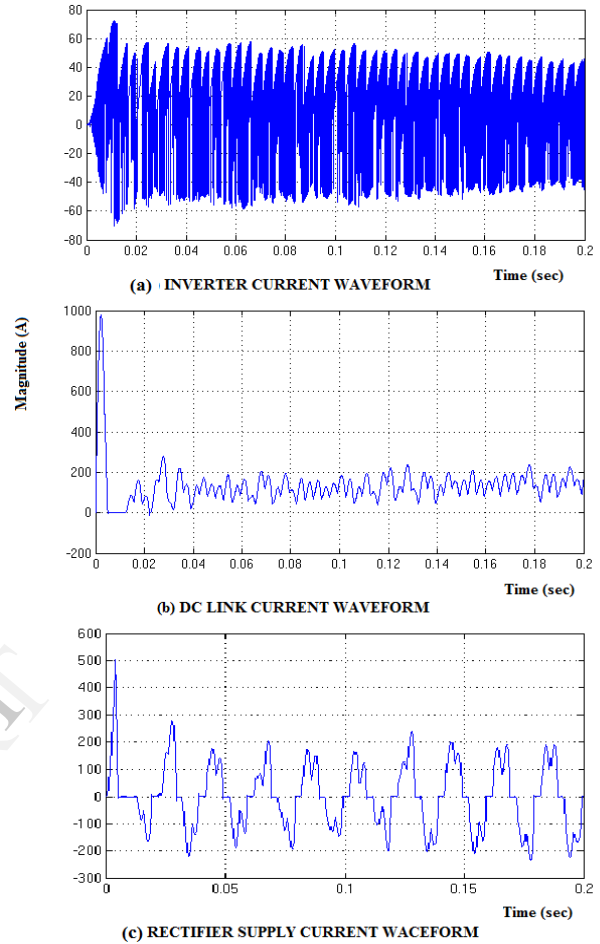 80
60
40
20
0
-20
-40
-60
-80
0 0.02 0.04 0.06 0.08 0.1 0.12 0.14 0.16 0.18 0.2
Time (sec)
(a) INVERTER CURRENT WAVEFORM
Magnitude (A)
1000
800
600
400
200
0
-200
0 0.02 0.04 0.06 0.08 0.1 0.12 0.14 0.16 0.18 0.2
Time (sec)
(b) DC LINK CURRENT WAVEFORM
600
500
400
300
200
100
0
-100
-200
-300
0 0.05 0.1 0.15 0.2
Time (sec)
(c) RECTIFIER SUPPLY CURRENT WACEFORM